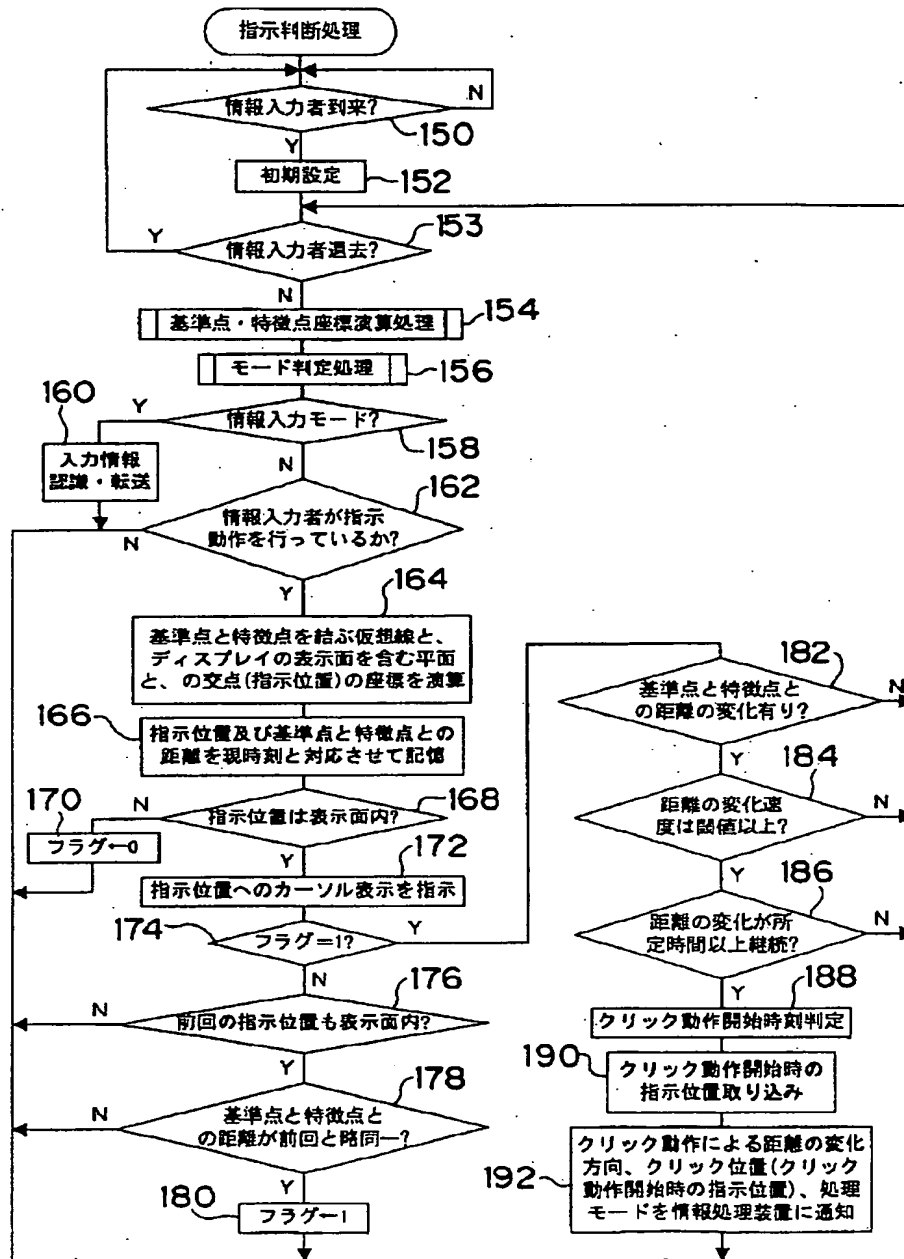 指示判断処理
N
情報入力者到来?
150
Y
初期設定
152
153
Y
情報入力者退去?
N
基準点・特徴点座標演算処理
154
モード判定処理
156
160
Y
情報入力モード?
158
入力情報
認識・転送
N
162
情報入力者が指示
動作を行っているか?
N
Y
164
基準点と特徴点を結ぶ仮想線と、
ディスプレイの表示面を含む平面
と、の交点(指示位置)の座標を演算
166
指示位置及び基準点と特徴点との
距離を現時刻と対応させて記憶
170
N
指示位置は表示面内?
168
フラグ←0
Y
172
指示位置へのカーソル表示を指示
174
フラグ=1?
Y
N
176
N
前回の指示位置も表示面内?
Y
178
N
基準点と特徴点と
の距離が前回と略同一?
Y
180
フラグ←1
182
基準点と特徴点と
の距離の変化有り?
N
Y
184
距離の変化速
度は閾値以上?
N
Y
186
距離の変化が所
定時間以上継続?
N
Y
188
クリック動作開始時刻判定
190
クリック動作開始時の
指示位置取り込み
192
クリック動作による距離の変化
方向、クリック位置(クリック
動作開始時の指示位置)、処理
モードを情報処理装置に通知